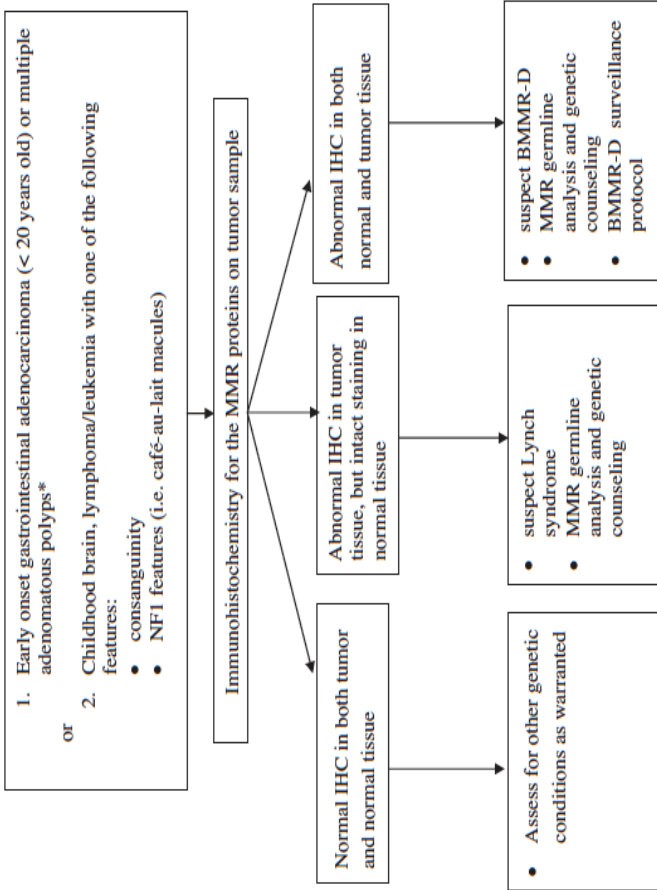 1. Early onset gastrointestinal adenocarcinoma (< 20 years old) or multiple
adenomatous polyps*
or
2. Childhood brain, lymphoma/leukemia with one of the following
features:
• consanguinity
• NF1 features (i.e. café-au-lait macules)
Immunohistochemistry for the MMR proteins on tumor sample
Normal IHC in both tumor
and normal tissue
Abnormal IHC in tumor
tissue, but intact staining in
normal tissue
Abnormal IHC in both
normal and tumor tissue
• Assess for other genetic
conditions as warranted
• suspect Lynch
syndrome
• MMR germline
analysis and genetic
counseling
• suspect BMMR-D
• MMR germline
analysis and genetic
counseling
• BMMR-D surveillance
protocol